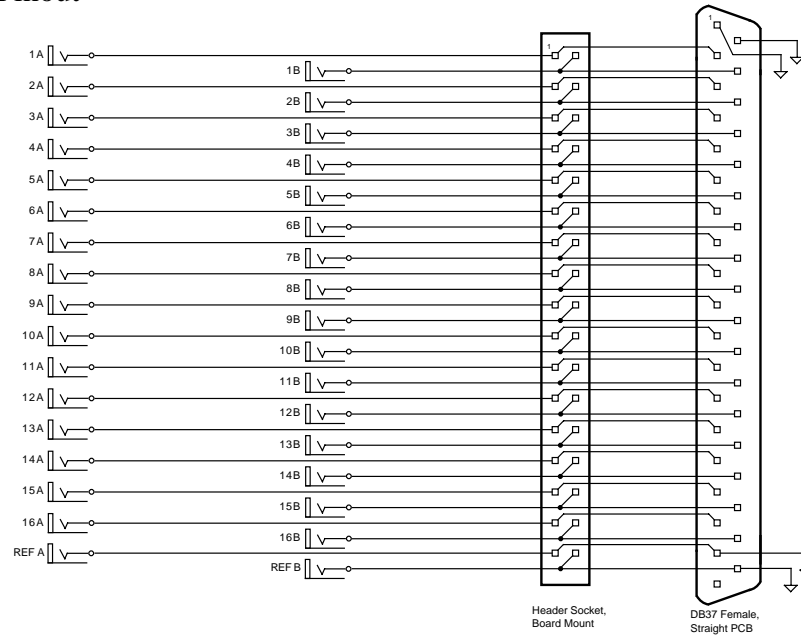 1
1A
1
1B
2A
2B
3A
3B
4A
4B
5A
5B
6A
6B
7A
7B
8A
8B
9A
9B
10A
10B
11A
11B
12A
12B
13A
13B
14A
14B
15A
15B
16A
16B
REF A
REF B
Header Socket,
Board Mount
DB37 Female,
Straight PCB